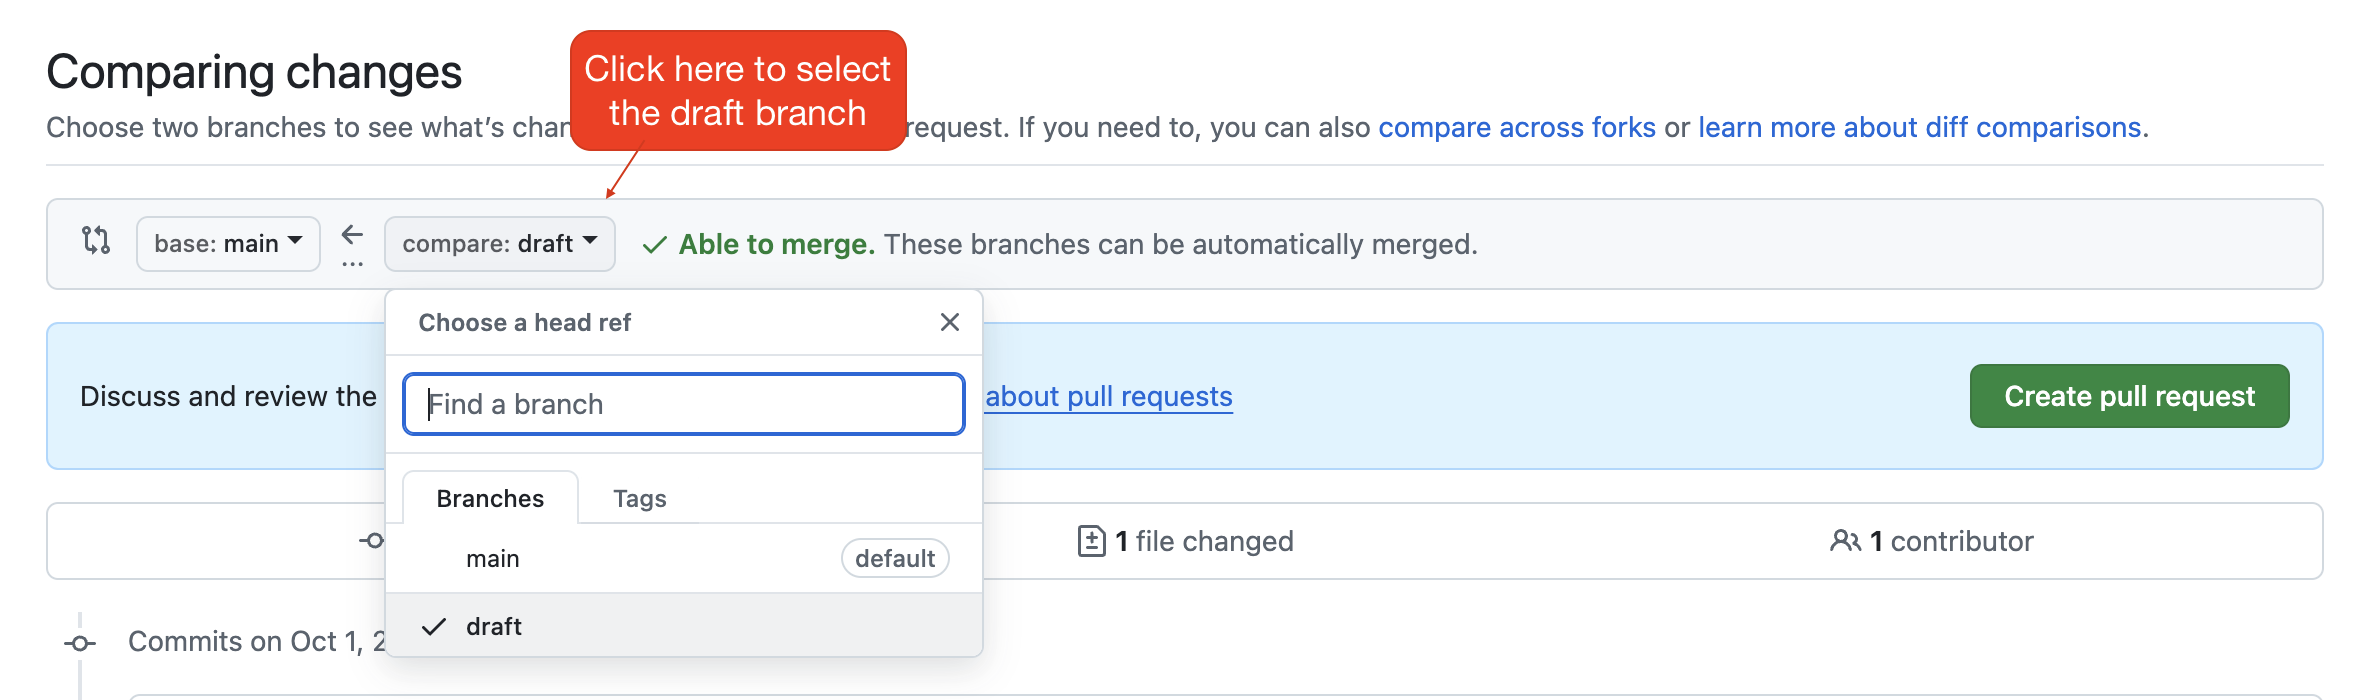 Comparing changes
Click here to select
the draft branch
Choose two branches to see what's chan request. If you need to, you can also compare across forks or learn more about diff comparisons.
base: main
compare: draft
Able to merge. These branches can be automatically merged.
Choose a head ref
Discuss and review the about pull requests
Create pull request
Find a branch
Branches
Tags
main
default
draft
1 file changed
1 contributor
Commits on Oct 1, 2